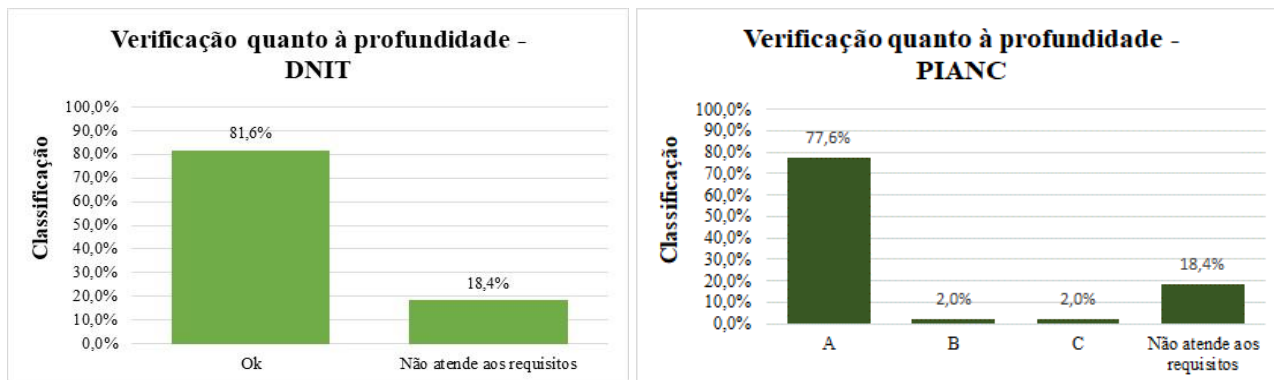 Verificação quanto à profundidade -
DNIT
Classificação
100,0%
90,0%
80,0%
70,0%
60,0%
50,0%
40,0%
30,0%
20,0%
10,0%
0,0%
81,6%
18,4%
Ok
Não atende aos requisitos
Verificação quanto à profundidade -
PIANC
Classificação
100,0%
90,0%
80,0%
70,0%
60,0%
50,0%
40,0%
30,0%
20,0%
10,0%
0,0%
77,6%
2,0%
2,0%
18,4%
A
B
C
Não atende aos
requisitos